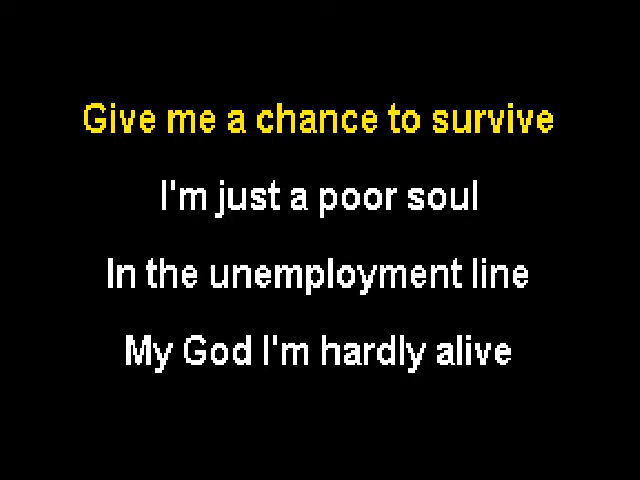 Give me a chance to survive
I'm just a poor soul
In the unemployment line
My God I'm hardly alive